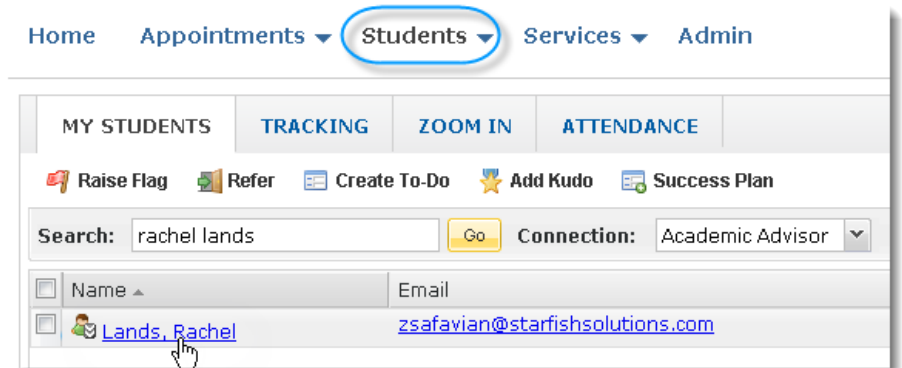 Home Appointments Students Services Admin
MY STUDENTS TRACKING ZOOM IN ATTENDANCE
Raise Flag Refer Create To-Do Add Kudo Success Plan
Search: rachel lands Go Connection: Academic Advisor
Name Email
Lands, Rachel zsafavian@starfishsolutions.com